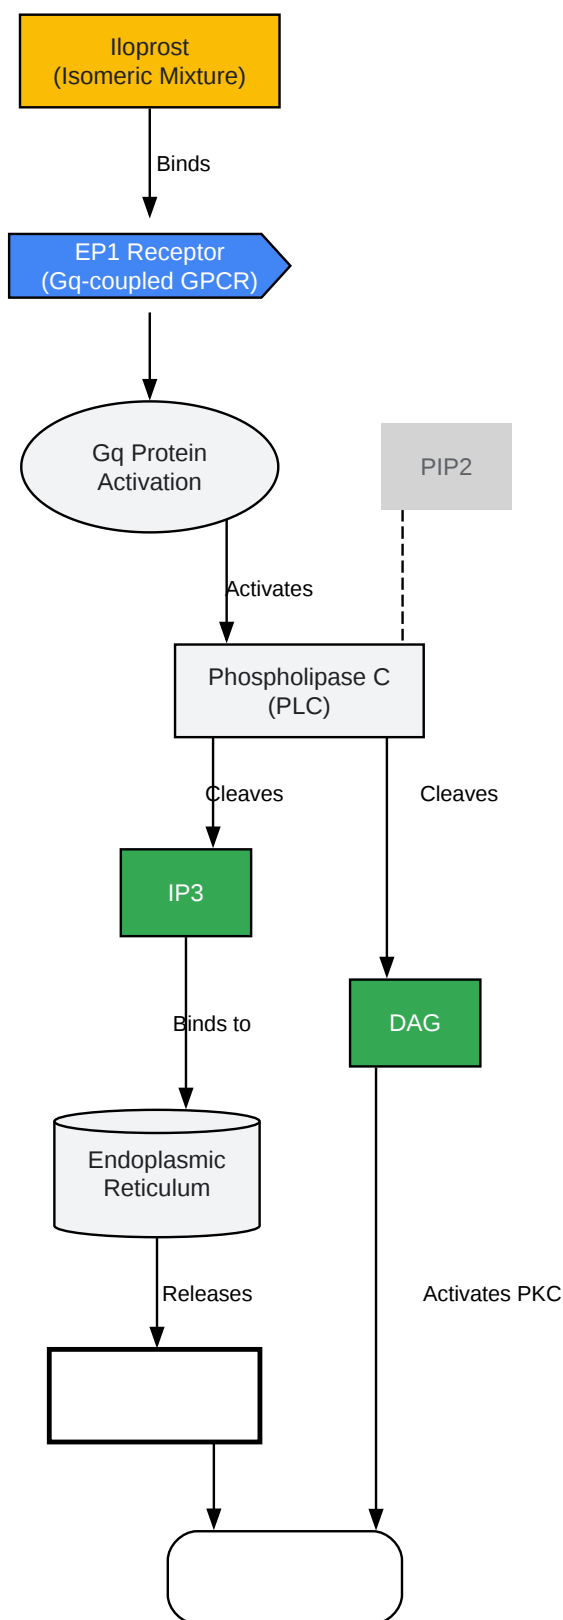 Iloprost
(Isomeric Mixture)
Binds
EP1 Receptor
(Gq-coupled GPCR)
Gq Protein
Activation
PIP2
Activates
Phospholipase C
(PLC)
Cleaves
Cleaves
IP3
DAG
Binds to
Endoplasmic
Reticulum
Releases
Activates PKC